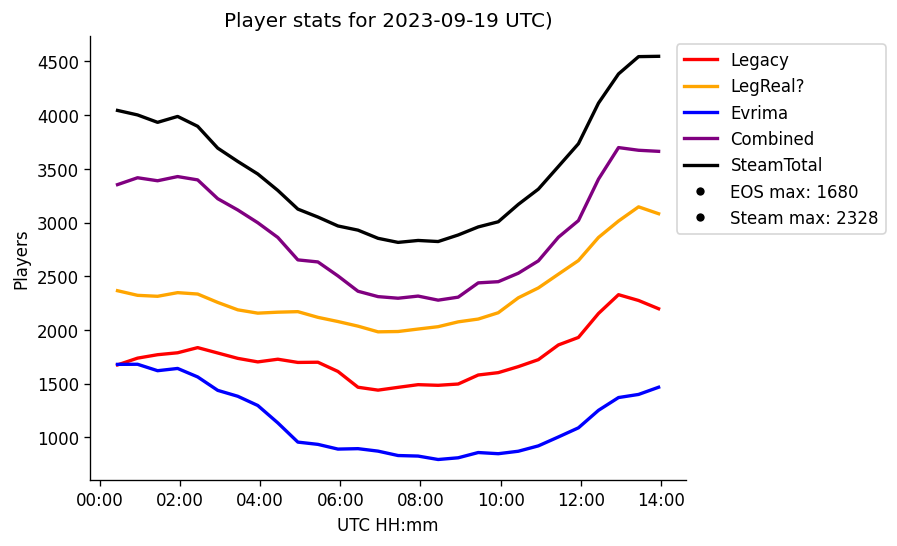 Player stats for 2023-09-19 UTC)
Players
4500
4000
3500
3000
2500
2000
1500
1000
00:00 02:00 04:00 06:00 08:00 10:00 12:00 14:00
UTC HH:mm
Legacy
LegReal?
Evrima
Combined
SteamTotal
EOS max: 1680
Steam max: 2328